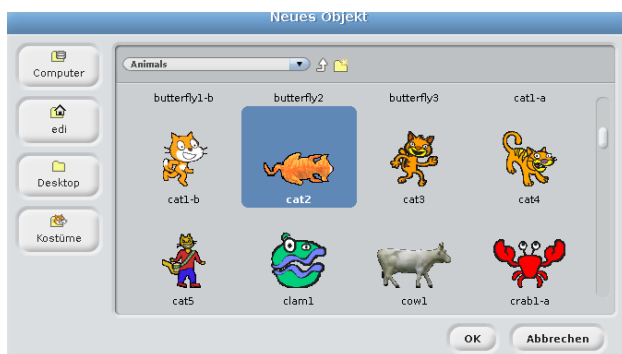 Neues Objekt
Computer
edi
Desktop
Kostüme
Animals
butterfly1-b
butterfly2
butterfly3
cat1-a
cat1-b
cat2
cat3
cat4
cat5
clam1
cow1
crab1-a
OK
Abbrechen